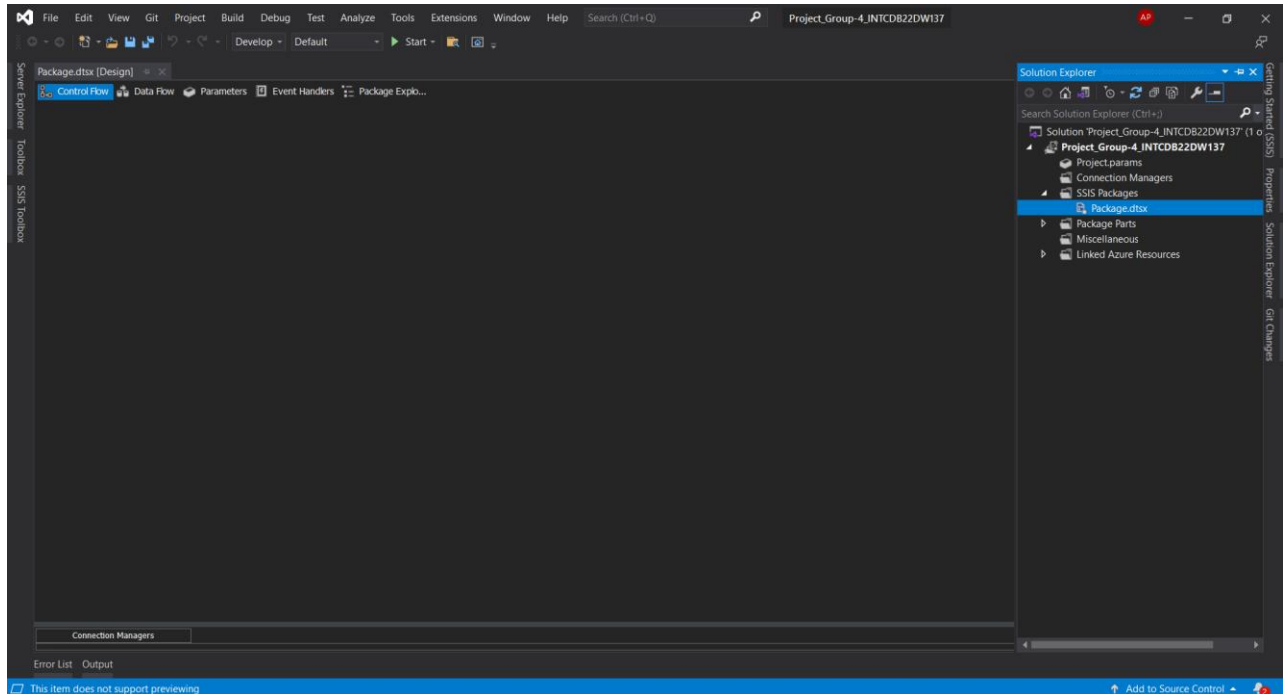 File Edit View Git Project Build Debug Test Analyze Tools Extensions Window Help Search (Ctrl+Q) Project_Group-4_INTCDB22DW137 AP
Develop Default Start
Package.dtsx [Design]
Control Flow Data Flow Parameters Event Handlers Package Explo...
Server Explorer
Toolbox
SSIS Toolbox
Connection Managers
Error List Output
This item does not support previewing
Solution Explorer
Search Solution Explorer (Ctrl+;)
Solution 'Project_Group-4_INTCDB22DW137' (1 o
Project_Group-4_INTCDB22DW137
Project.params
Connection Managers
SSIS Packages
Package.dtsx
Package Parts
Miscellaneous
Linked Azure Resources
Getting Started (SSIS)
Properties
Solution Explorer
Git Changes
Add to Source Control
2